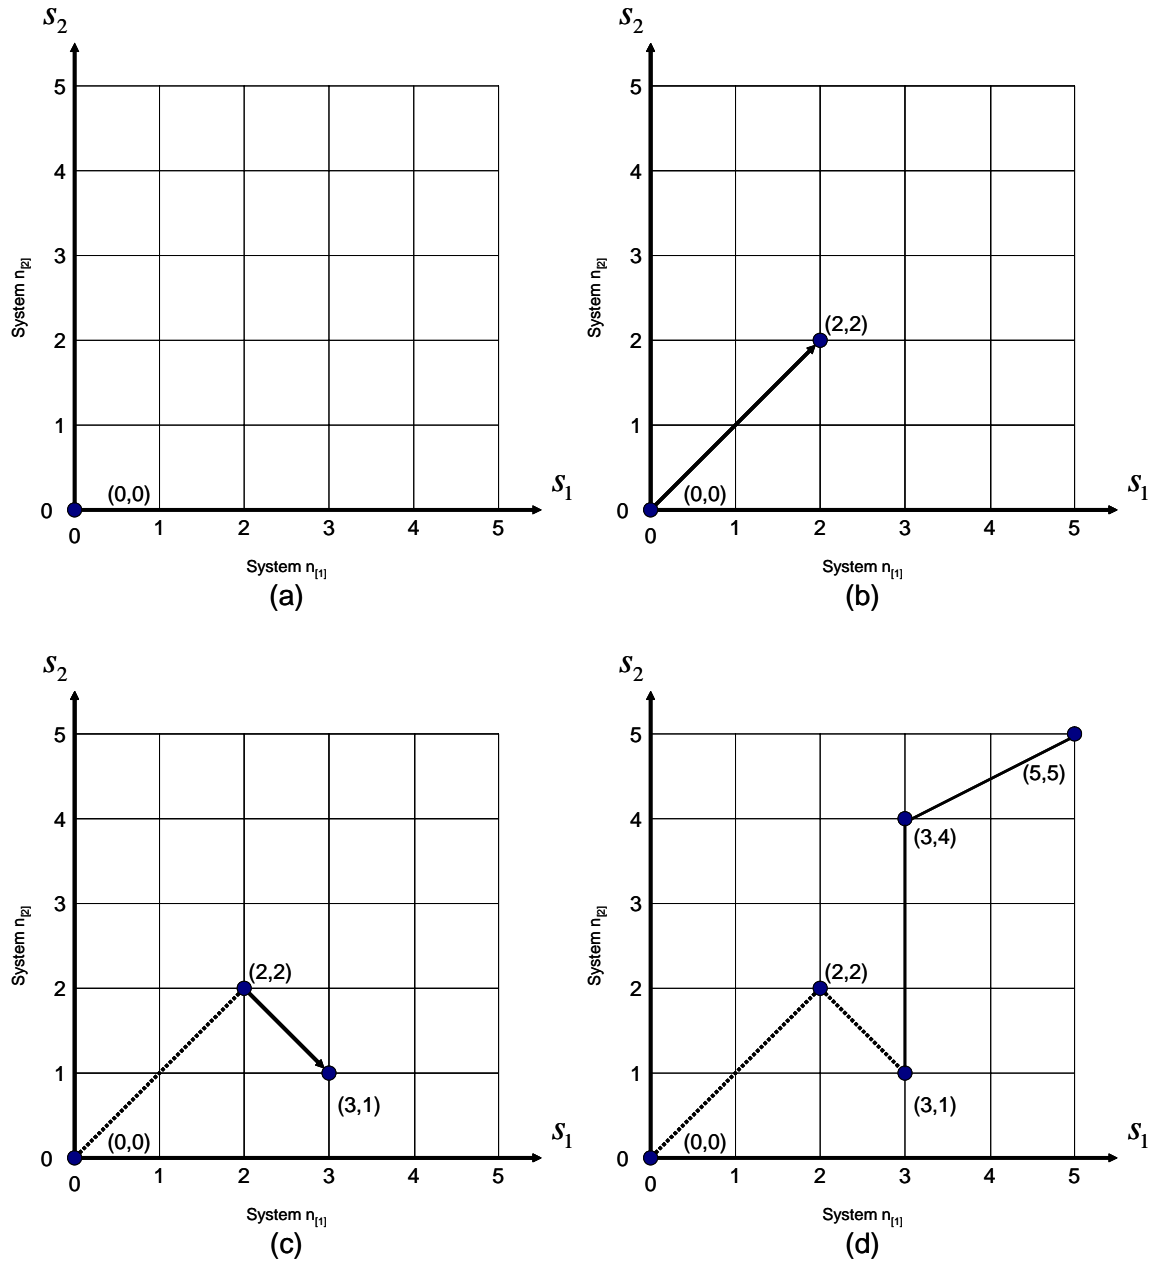 S2 S2
5 5
4 4
3 3
System n[2] System n[2]
(2,2)
2 2
1 1
(0,0) S1 (0,0) S1
0 0
0 1 2 3 4 5 0 1 2 3 4 5
System n[1] System n[1]
(a) (b)
S2 S2
5 5
(5,5)
4 4
(3,4)
3 3
System n[2] System n[2]
(2,2) (2,2)
2 2
1 1
(3,1) (3,1)
(0,0) S1 (0,0) S1
0 0
0 1 2 3 4 5 0 1 2 3 4 5
System n[1] System n[1]
(c) (d)